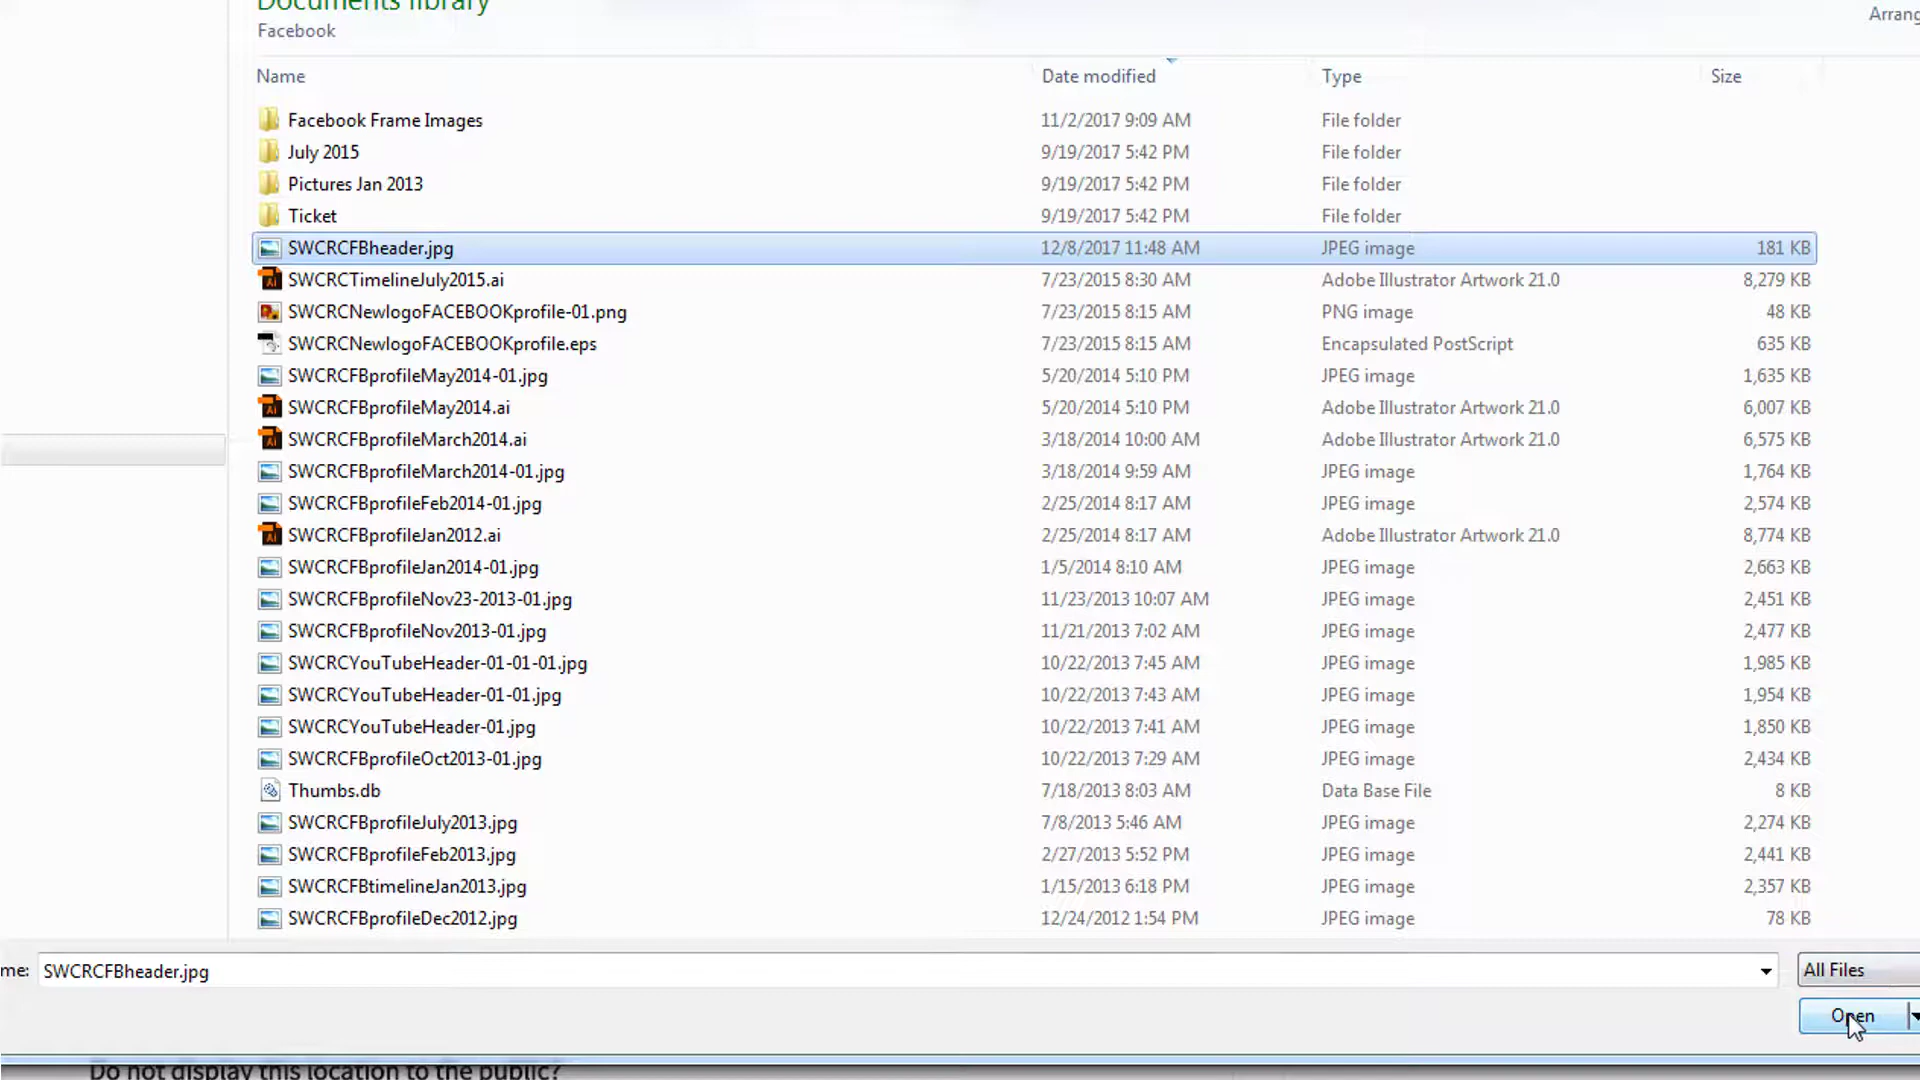 Documents library
Arrang
Facebook
Name Date modified Type Size
Facebook Frame Images 11/2/2017 9:09 AM File folder
July 2015 9/19/2017 5:42 PM File folder
Pictures Jan 2013 9/19/2017 5:42 PM File folder
Ticket 9/19/2017 5:42 PM File folder
SWCRCFBheader.jpg 12/8/2017 11:48 AM JPEG image 181 KB
SWCRCTimelineJuly2015.ai 7/23/2015 8:30 AM Adobe Illustrator Artwork 21.0 8,279 KB
SWCRCNewlogoFACEBOOKprofile-01.png 7/23/2015 8:15 AM PNG image 48 KB
SWCRCNewlogoFACEBOOKprofile.eps 7/23/2015 8:15 AM Encapsulated PostScript 635 KB
SWCRCFBprofileMay2014-01.jpg 5/20/2014 5:10 PM JPEG image 1,635 KB
SWCRCFBprofileMay2014.ai 5/20/2014 5:10 PM Adobe Illustrator Artwork 21.0 6,007 KB
SWCRCFBprofileMarch2014.ai 3/18/2014 10:00 AM Adobe Illustrator Artwork 21.0 6,575 KB
SWCRCFBprofileMarch2014-01.jpg 3/18/2014 9:59 AM JPEG image 1,764 KB
SWCRCFBprofileFeb2014-01.jpg 2/25/2014 8:17 AM JPEG image 2,574 KB
SWCRCFBprofileJan2012.ai 2/25/2014 8:17 AM Adobe Illustrator Artwork 21.0 8,774 KB
SWCRCFBprofileJan2014-01.jpg 1/5/2014 8:10 AM JPEG image 2,663 KB
SWCRCFBprofileNov23-2013-01.jpg 11/23/2013 10:07 AM JPEG image 2,451 KB
SWCRCFBprofileNov2013-01.jpg 11/21/2013 7:02 AM JPEG image 2,477 KB
SWCRCYouTubeHeader-01-01-01.jpg 10/22/2013 7:45 AM JPEG image 1,985 KB
SWCRCYouTubeHeader-01-01.jpg 10/22/2013 7:43 AM JPEG image 1,954 KB
SWCRCYouTubeHeader-01.jpg 10/22/2013 7:41 AM JPEG image 1,850 KB
SWCRCFBprofileOct2013-01.jpg 10/22/2013 7:29 AM JPEG image 2,434 KB
Thumbs.db 7/18/2013 8:03 AM Data Base File 8 KB
SWCRCFBprofileJuly2013.jpg 7/8/2013 5:46 AM JPEG image 2,274 KB
SWCRCFBprofileFeb2013.jpg 2/27/2013 5:52 PM JPEG image 2,441 KB
SWCRCFBtimelineJan2013.jpg 1/15/2013 6:18 PM JPEG image 2,357 KB
SWCRCFBprofileDec2012.jpg 12/24/2012 1:54 PM JPEG image 78 KB
me: SWCRCFBheader.jpg All Files
Open
Do not display this location to the public?